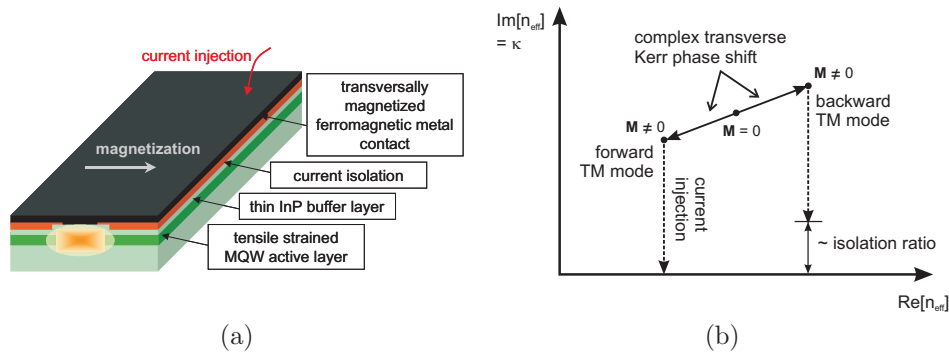 current injection
transversally
magnetized
ferromagnetic metal
contact
magnetization
current isolation
thin InP buffer layer
tensile strained
MQW active layer
(a)
Im[n_eff]
= κ
complex transverse
Kerr phase shift
M ≠ 0
backward
TM mode
M = 0
M ≠ 0
forward
TM mode
current
injection
~ isolation ratio
Re[n_eff]
(b)